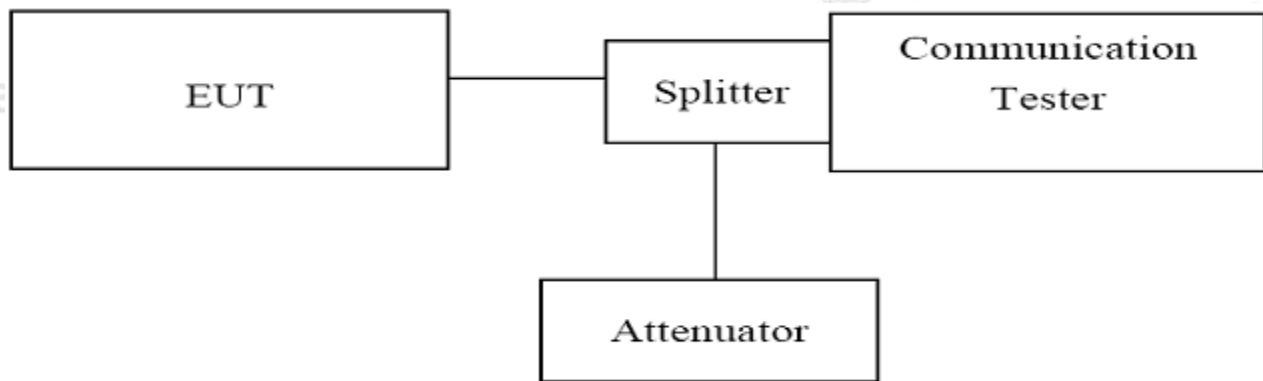 EUT
Splitter
Communication
Tester
Attenuator